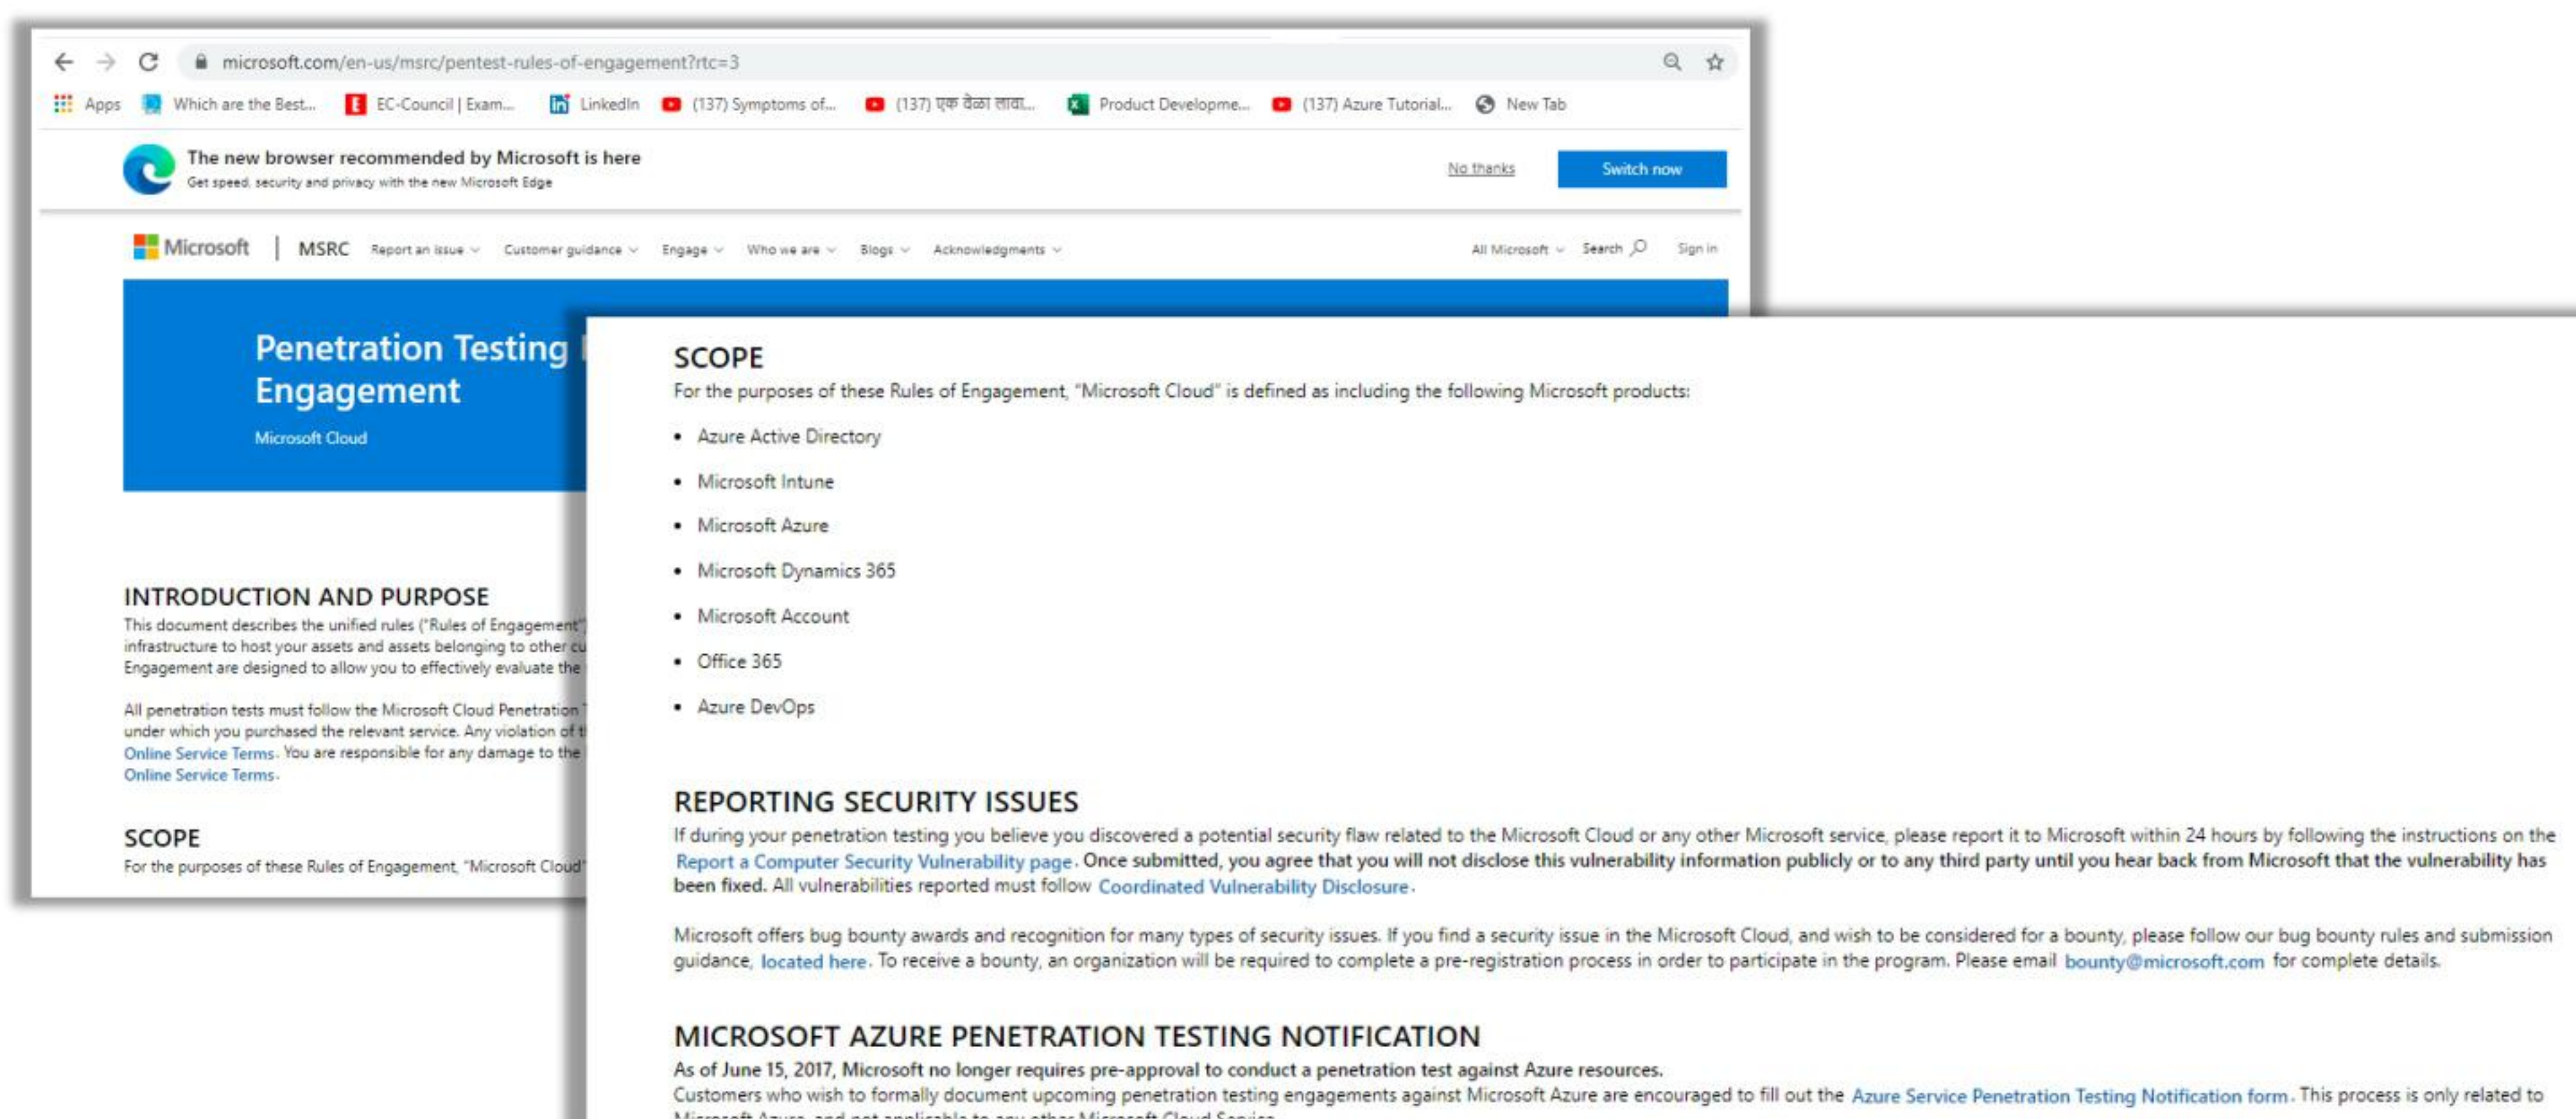 microsoft.com/en-us/msrc/pentest-rules-of-engagement?rtc=3
Apps Which are the Best... EC-Council | Exam... LinkedIn (137) Symptoms of... (137) एक वेळा लावा... Product Developme... (137) Azure Tutorial... New Tab
The new browser recommended by Microsoft is here
Get speed, security and privacy with the new Microsoft Edge
No thanks Switch now
Microsoft | MSRC Report an issue Customer guidance Engage Who we are Blogs Acknowledgments All Microsoft Search Sign in
Penetration Testing
Engagement
Microsoft Cloud
INTRODUCTION AND PURPOSE
This document describes the unified rules ("Rules of Engagement")
infrastructure to host your assets and assets belonging to other cu
Engagement are designed to allow you to effectively evaluate the
All penetration tests must follow the Microsoft Cloud Penetration
under which you purchased the relevant service. Any violation of t
Online Service Terms. You are responsible for any damage to the
Online Service Terms.
SCOPE
For the purposes of these Rules of Engagement, "Microsoft Cloud"
SCOPE
For the purposes of these Rules of Engagement, "Microsoft Cloud" is defined as including the following Microsoft products:
• Azure Active Directory
• Microsoft Intune
• Microsoft Azure
• Microsoft Dynamics 365
• Microsoft Account
• Office 365
• Azure DevOps
REPORTING SECURITY ISSUES
If during your penetration testing you believe you discovered a potential security flaw related to the Microsoft Cloud or any other Microsoft service, please report it to Microsoft within 24 hours by following the instructions on the
Report a Computer Security Vulnerability page. Once submitted, you agree that you will not disclose this vulnerability information publicly or to any third party until you hear back from Microsoft that the vulnerability has
been fixed. All vulnerabilities reported must follow Coordinated Vulnerability Disclosure.
Microsoft offers bug bounty awards and recognition for many types of security issues. If you find a security issue in the Microsoft Cloud, and wish to be considered for a bounty, please follow our bug bounty rules and submission
guidance, located here. To receive a bounty, an organization will be required to complete a pre-registration process in order to participate in the program. Please email bounty@microsoft.com for complete details.
MICROSOFT AZURE PENETRATION TESTING NOTIFICATION
As of June 15, 2017, Microsoft no longer requires pre-approval to conduct a penetration test against Azure resources.
Customers who wish to formally document upcoming penetration testing engagements against Microsoft Azure are encouraged to fill out the Azure Service Penetration Testing Notification form. This process is only related to
Microsoft Azure, and not applicable to any other Microsoft Cloud Service.